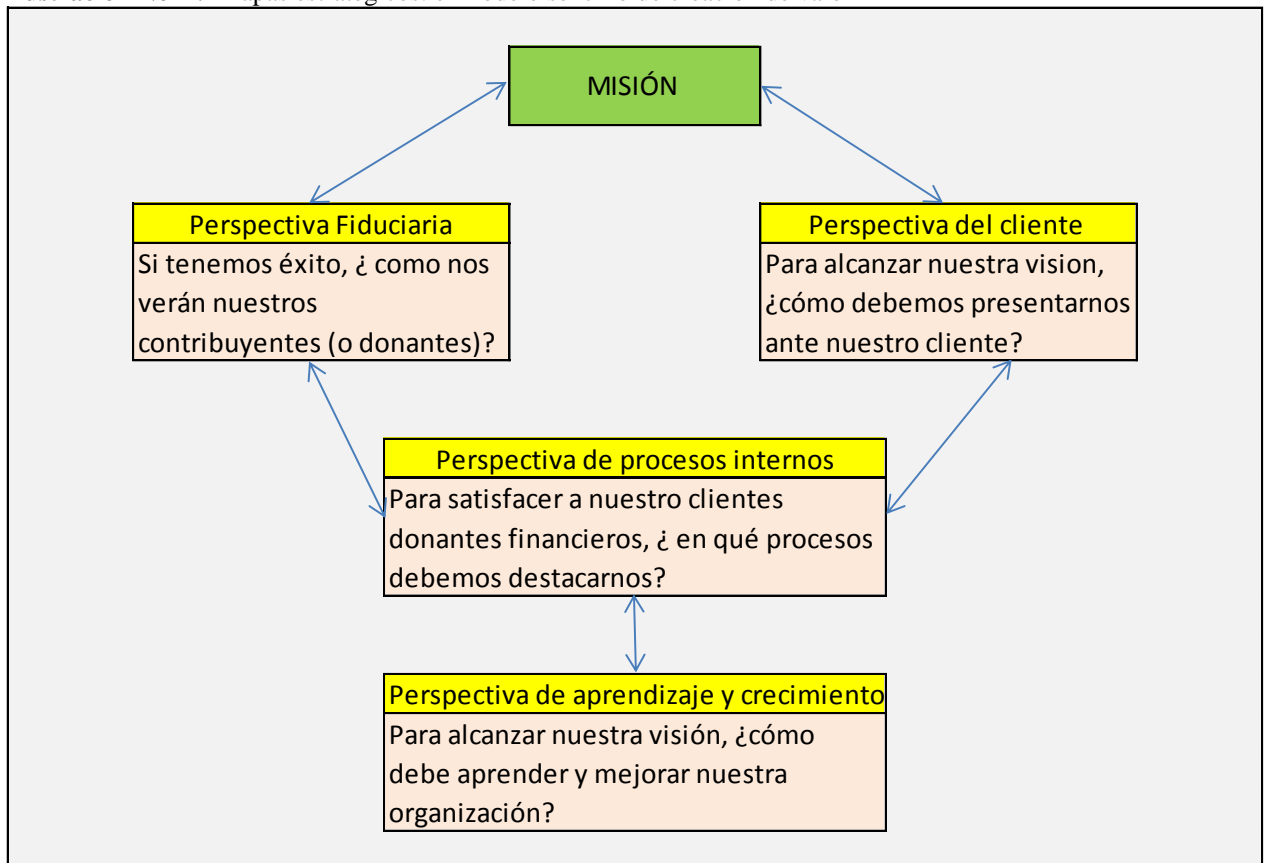 MISIÓN
Perspectiva Fiduciaria
Si tenemos éxito, ¿ como nos
verán nuestros
contribuyentes (o donantes)?
Perspectiva del cliente
Para alcanzar nuestra vision,
¿cómo debemos presentarnos
ante nuestro cliente?
Perspectiva de procesos internos
Para satisfacer a nuestro clientes
donantes financieros, ¿ en qué procesos
debemos destacarnos?
Perspectiva de aprendizaje y crecimiento
Para alcanzar nuestra visión, ¿cómo
debe aprender y mejorar nuestra
organización?